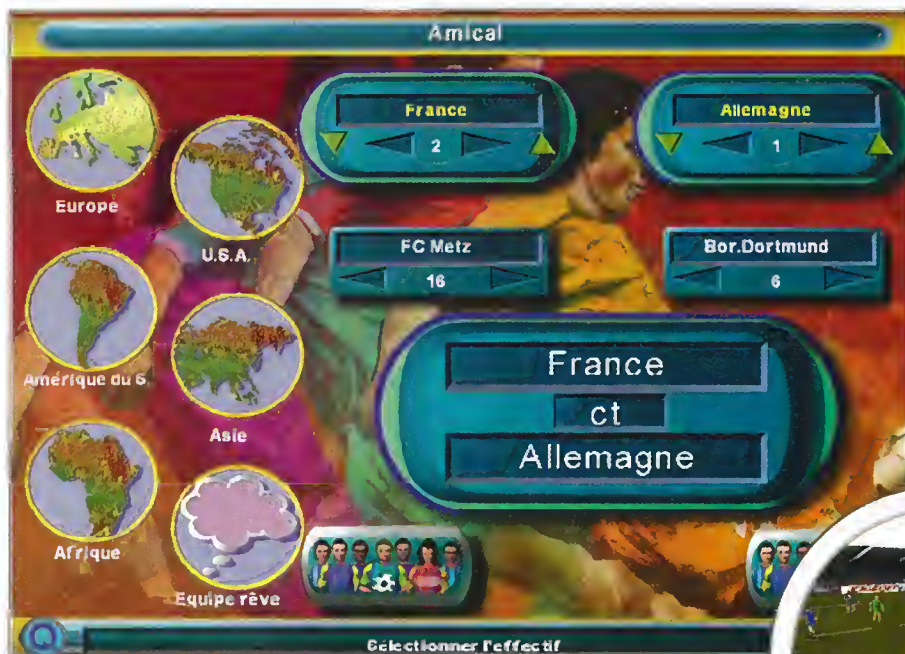 Amical
France
2
Allemagne
1
Europe
U.S.A.
FC Metz
16
Bor.Dortmund
6
Amérique du S.
Asie
France
ct
Allemagne
Afrique
Equipe rêve
Q
Sélectionner l'effectif